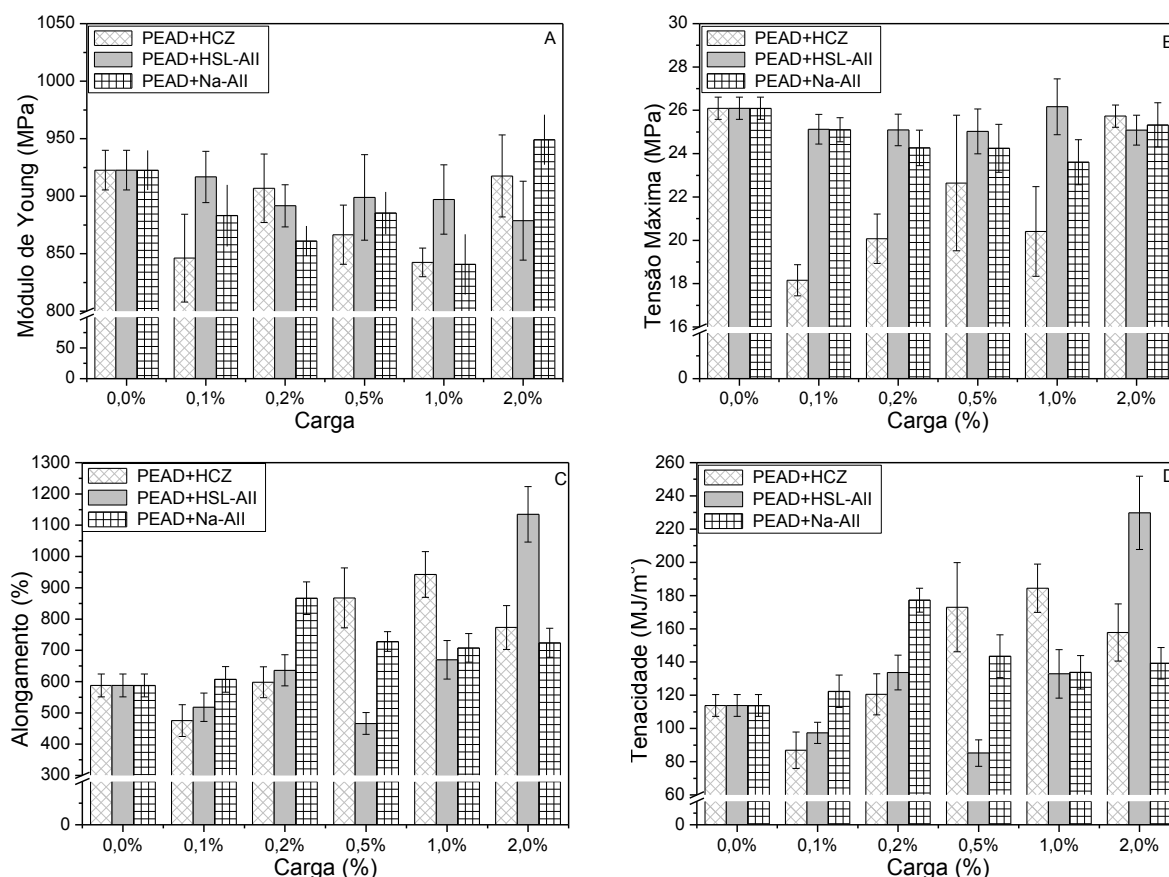 1050
1000
950
900
850
800
50
0
Módulo de Young (MPa)
PEAD+HCZ
PEAD+HSL-AII
PEAD+Na-AII
A
0,0% 0,1% 0,2% 0,5% 1,0% 2,0%
Carga
30
28
26
24
22
20
18
16
0
Tensão Máxima (MPa)
PEAD+HCZ
PEAD+HSL-AII
PEAD+Na-AII
B
0,0% 0,1% 0,2% 0,5% 1,0% 2,0%
Carga (%)
1300
1200
1100
1000
900
800
700
600
500
400
300
0
Alongamento (%)
PEAD+HCZ
PEAD+HSL-AII
PEAD+Na-AII
C
0,0% 0,1% 0,2% 0,5% 1,0% 2,0%
Carga (%)
260
240
220
200
180
160
140
120
100
80
60
0
Tenacidade (MJ/m³)
PEAD+HCZ
PEAD+HSL-AII
PEAD+Na-AII
D
0,0% 0,1% 0,2% 0,5% 1,0% 2,0%
Carga (%)